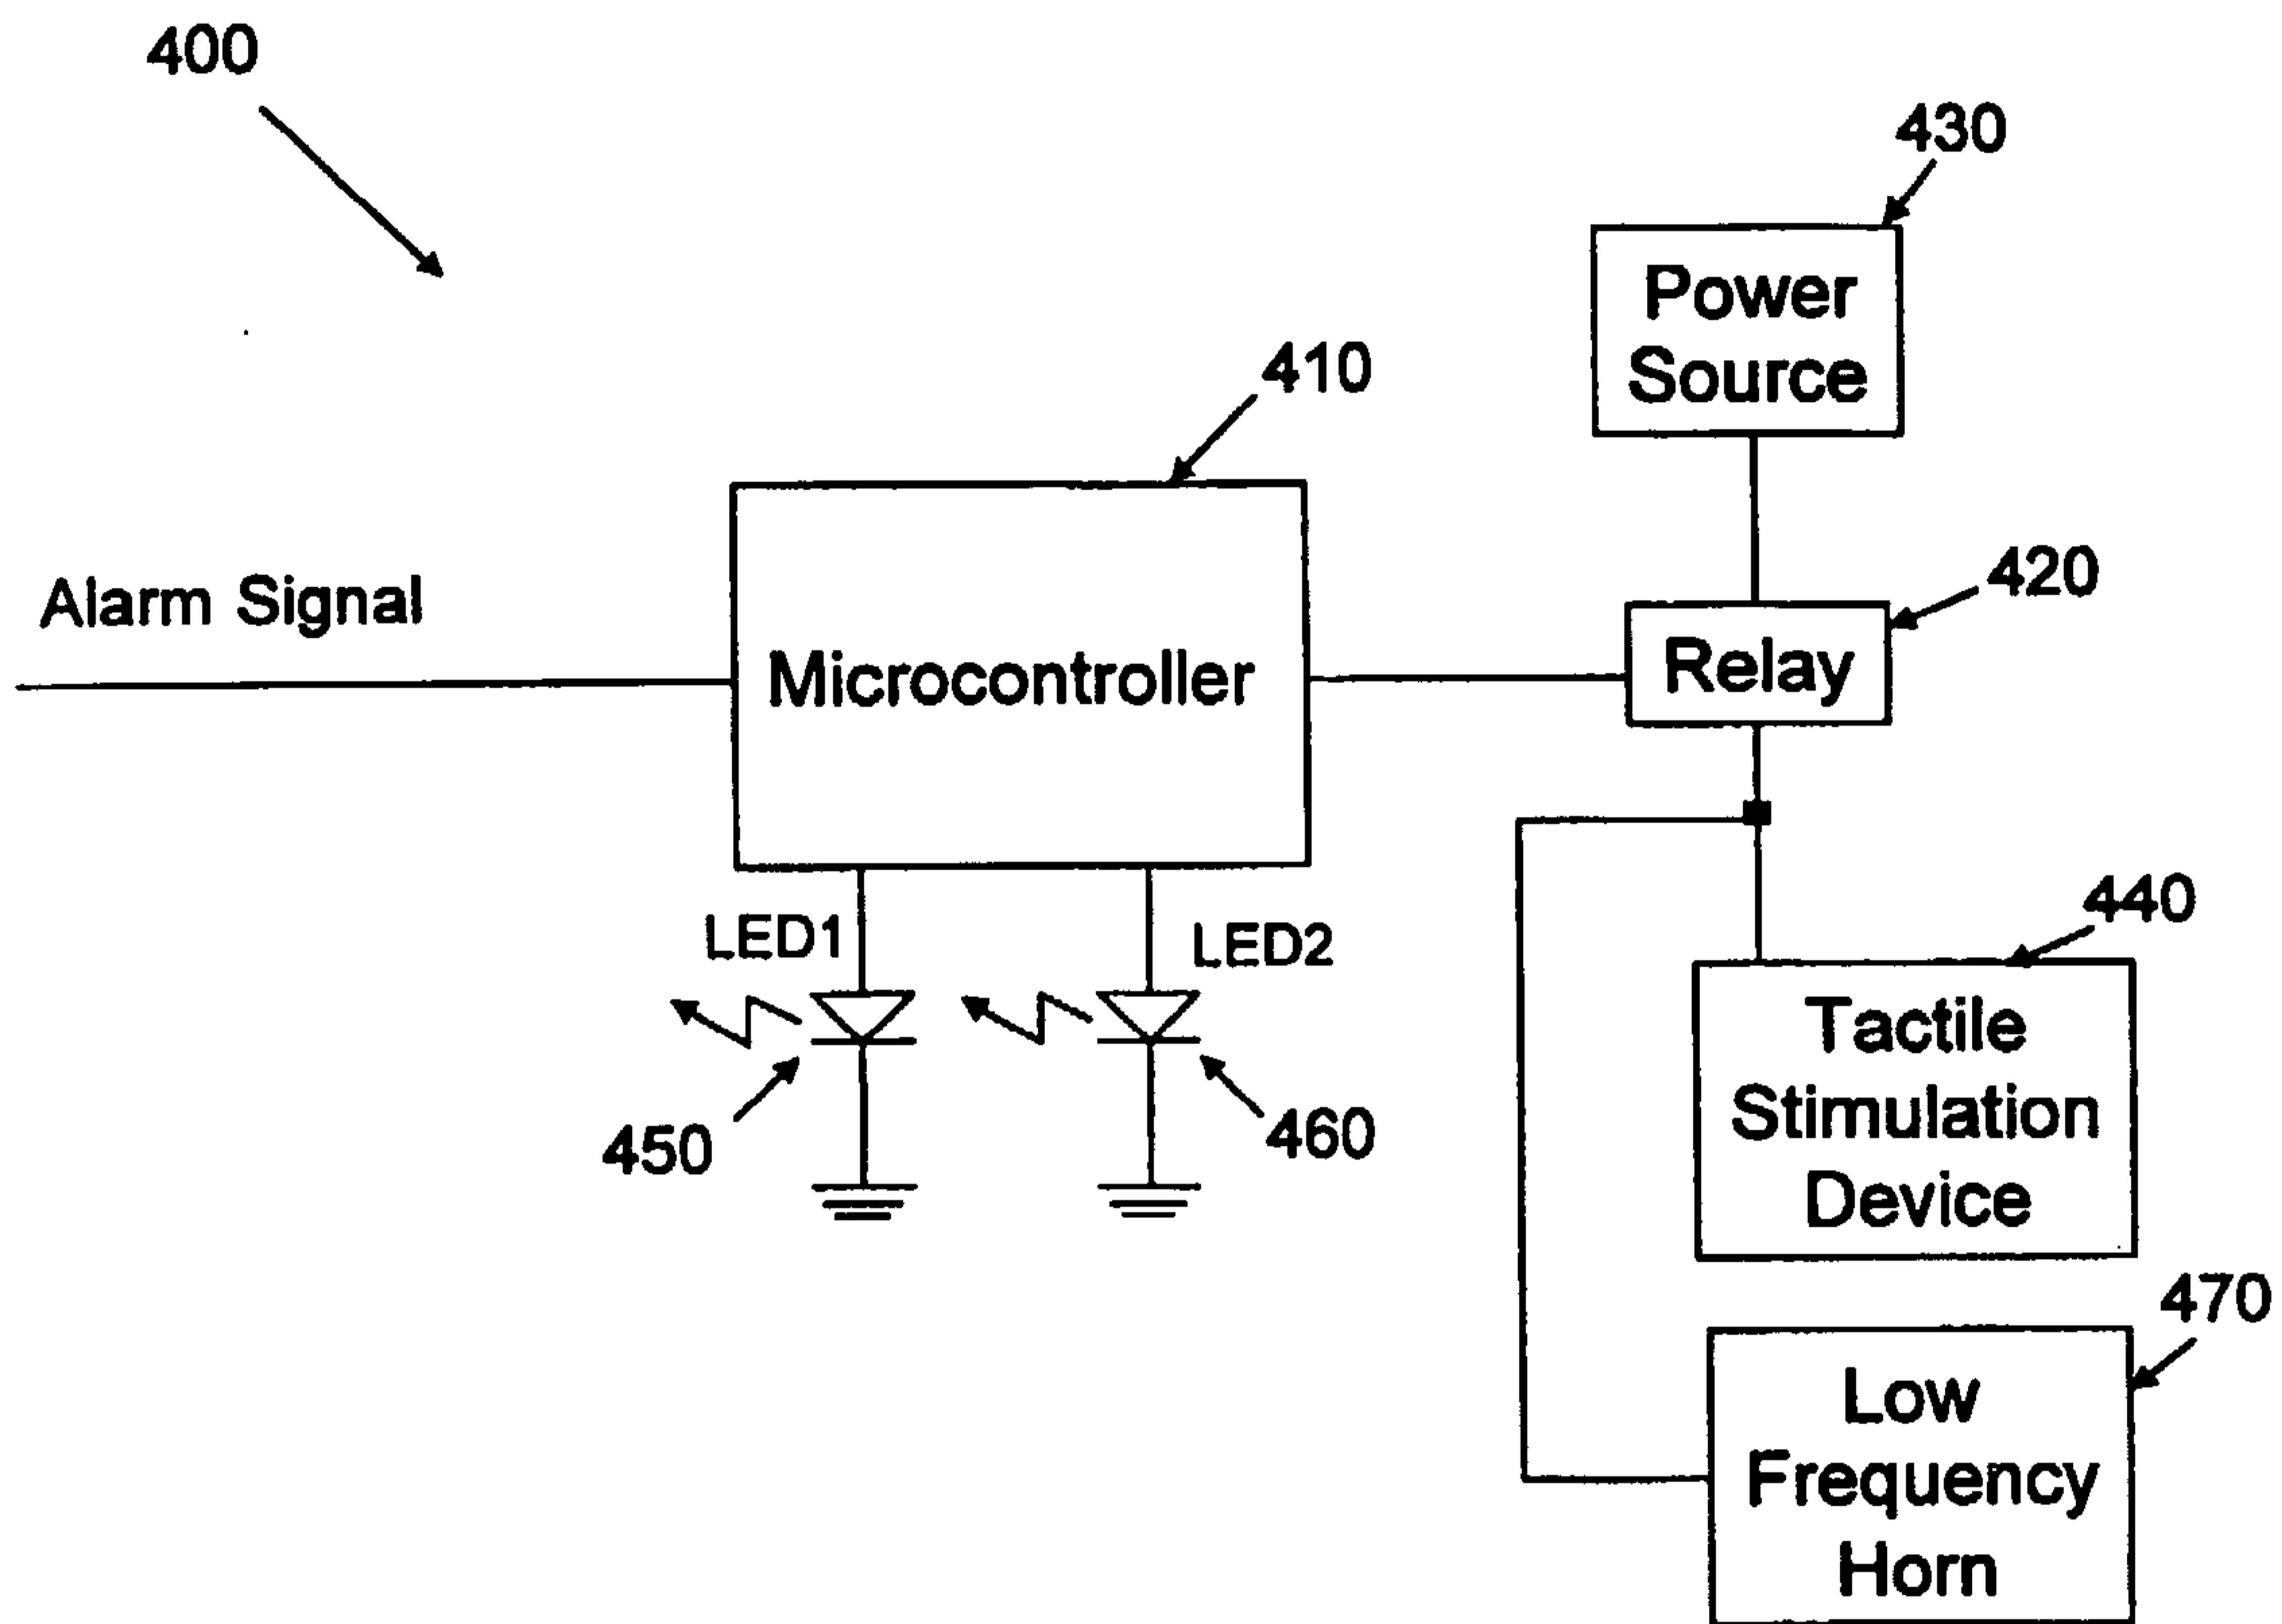 400
430
Power
Source
410
420
Alarm Signal
Microcontroller
Relay
440
LED1
LED2
Tactile
Stimulation
Device
450
460
470
Low
Frequency
Horn